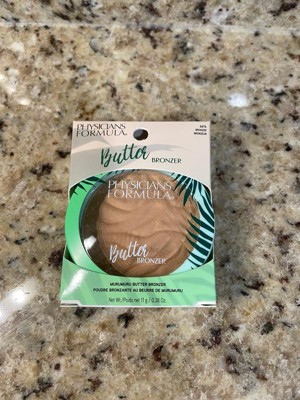 PHYSICIANS
FORMULA®
Butter BRONZER
PHYSICIANS
FORMULA®
Butter
BRONZER
MURUMURU BUTTER BRONZER
POUDRE BRONZANTE AU BEURRE DE MURUMURU
Net Wt./Poids net 11 g / 0.38 Oz.